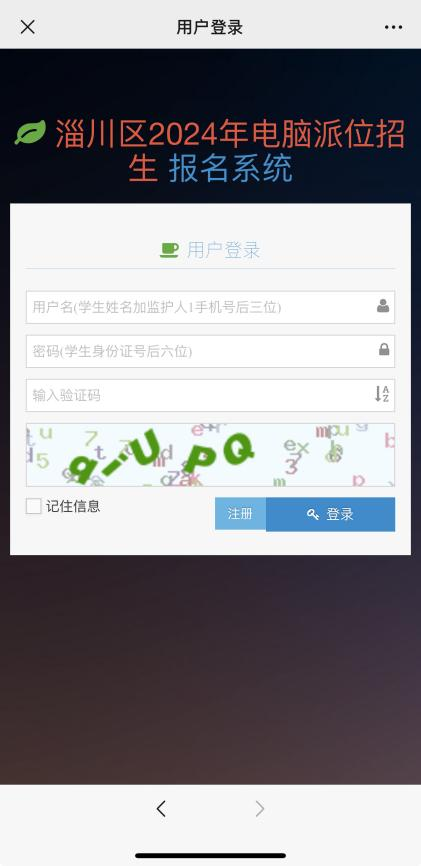 用户登录
淄川区2024年电脑派位招
生 报名系统
用户登录
用户名(学生姓名加监护人1手机号后三位)
密码(学生身份证号后六位)
输入验证码
记住信息
注册
登录